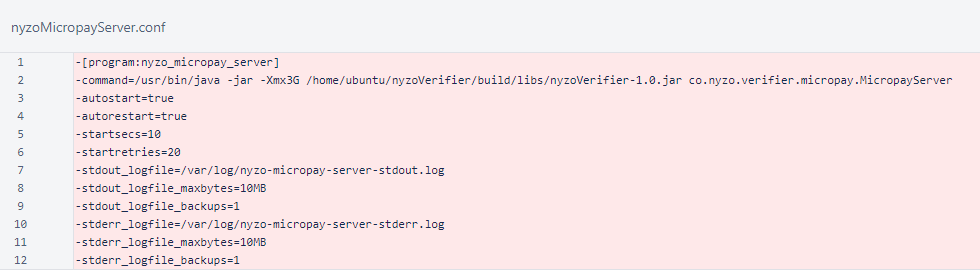 nyzoMicropayServer.conf
1 -[program:nyzo_micropay_server]
2 -command=/usr/bin/java -jar -Xmx3G /home/ubuntu/nyzoVerifier/build/libs/nyzoVerifier-1.0.jar co.nyzo.verifier.micropay.MicropayServer
3 -autostart=true
4 -autorestart=true
5 -startsecs=10
6 -startretries=20
7 -stdout_logfile=/var/log/nyzo-micropay-server-stdout.log
8 -stdout_logfile_maxbytes=10MB
9 -stdout_logfile_backups=1
10 -stderr_logfile=/var/log/nyzo-micropay-server-stderr.log
11 -stderr_logfile_maxbytes=10MB
12 -stderr_logfile_backups=1